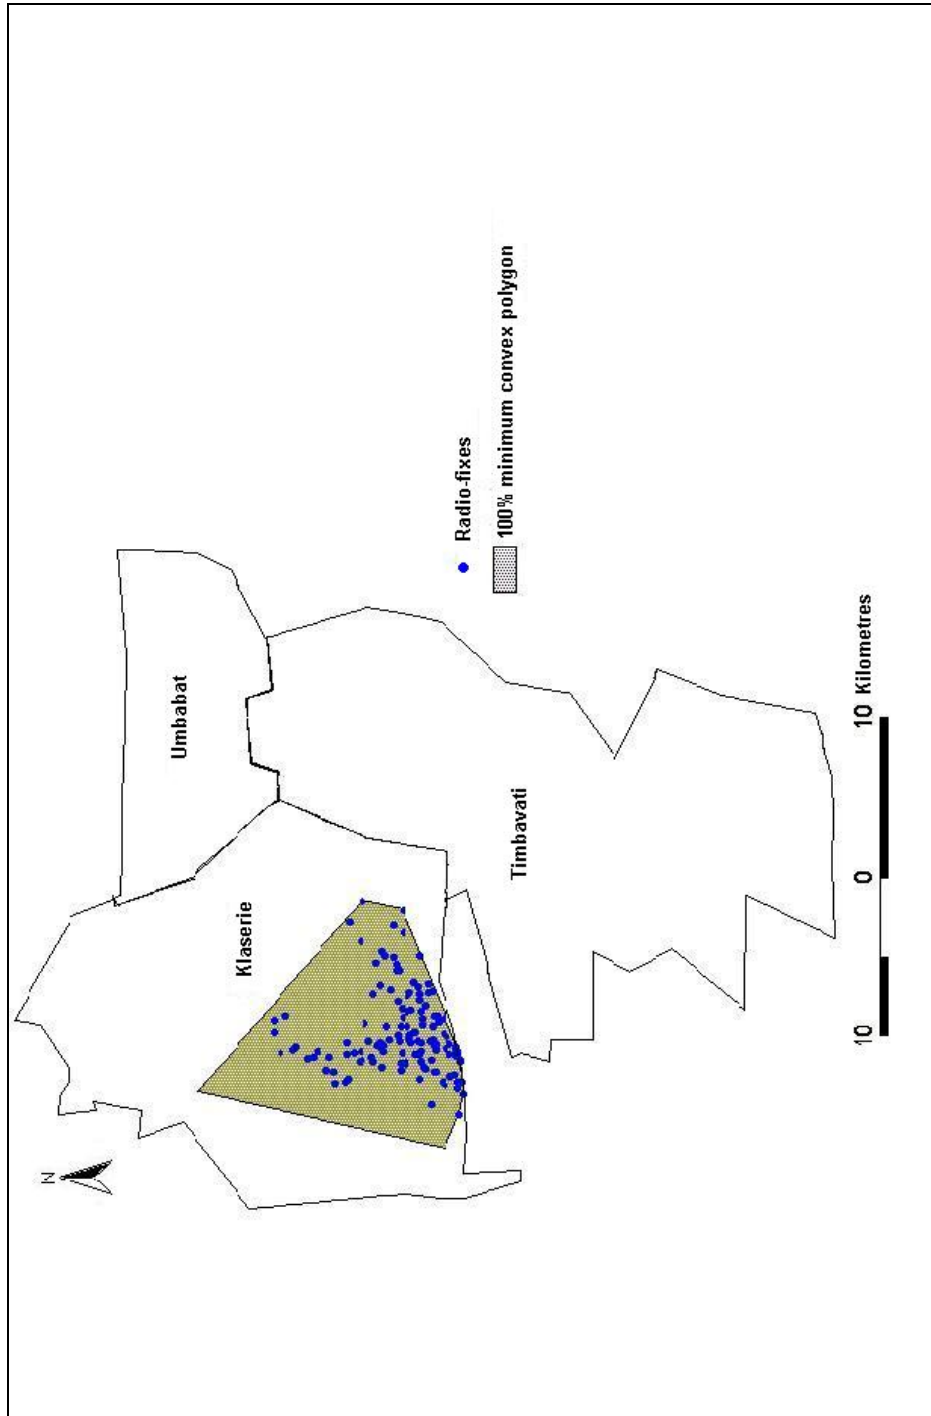 N
Umbabat
Klaserie
Timbavati
Radio-fixes
100% minimum convex polygon
10 0 10 Kilometres